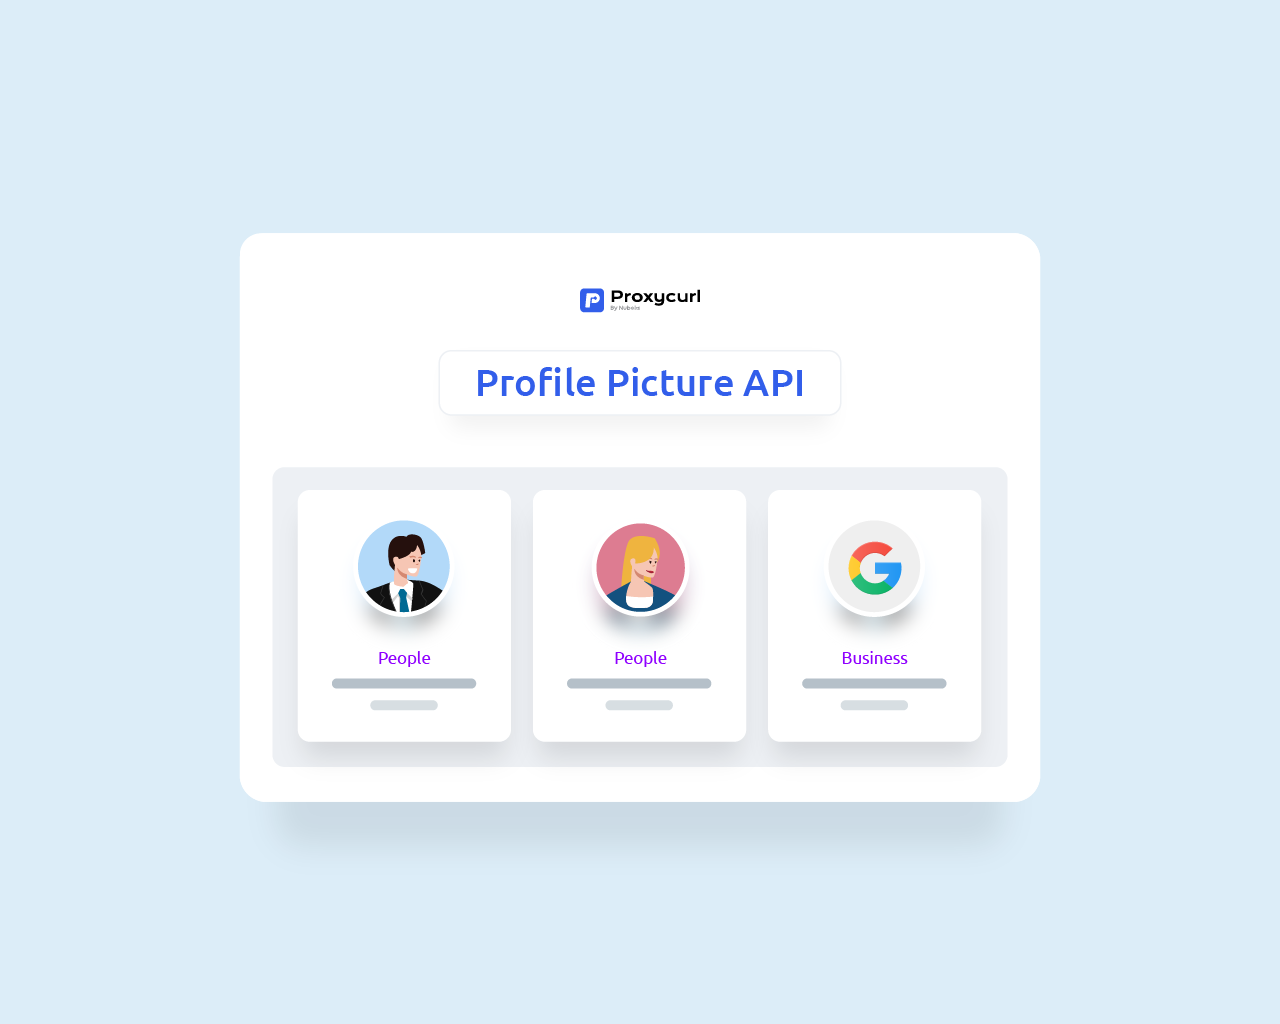 Proxycurl
By Nubela
Profile Picture API
People
People
Business